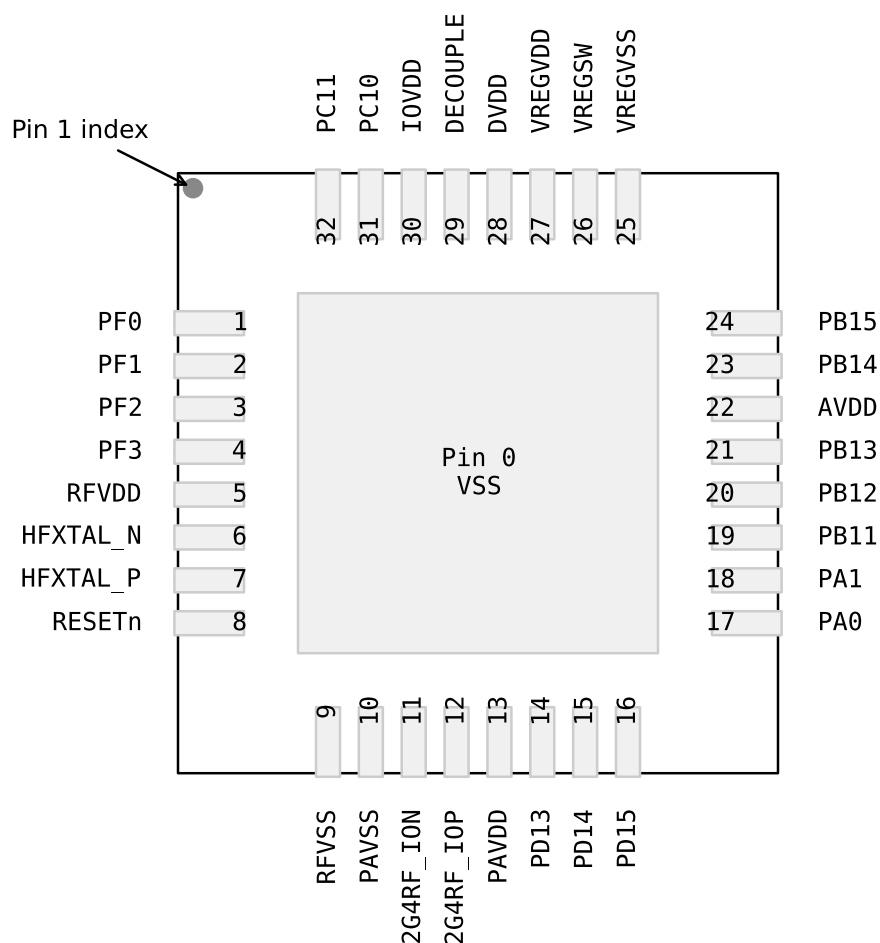 PC11
PC10
IOVDD
DECOUPLE
DVDD
VREGVDD
VREGSW
VREGVSS
Pin 1 index
32
31
30
29
28
27
26
25
PF0 1
PF1 2
PF2 3
PF3 4
RFVDD 5
HFXTAL_N 6
HFXTAL_P 7
RESETn 8
Pin 0
VSS
24 PB15
23 PB14
22 AVDD
21 PB13
20 PB12
19 PB11
18 PA1
17 PA0
9
10
11
12
13
14
15
16
RFVSS
PAVSS
2G4RF_ION
2G4RF_IOP
PAVDD
PD13
PD14
PD15